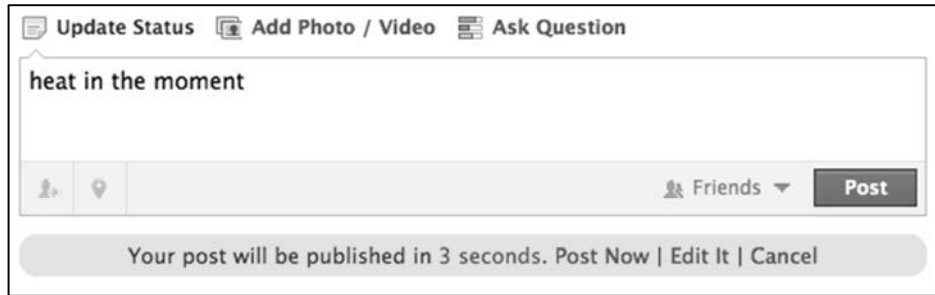 Update Status Add Photo / Video Ask Question
heat in the moment
Friends Post
Your post will be published in 3 seconds. Post Now | Edit It | Cancel